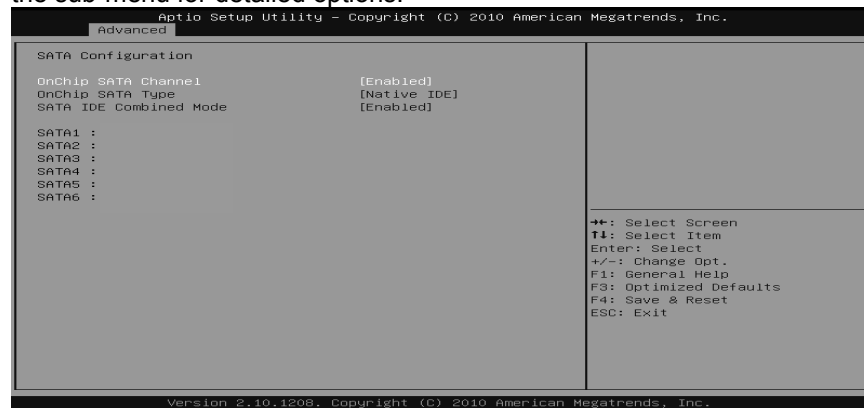 the sub-menu for detailed options.
Aptio Setup Utility – Copyright (C) 2010 American Megatrends, Inc.
Advanced
SATA Configuration
OnChip SATA Channel [Enabled]
OnChip SATA Type [Native IDE]
SATA IDE Combined Mode [Enabled]
SATA1 :
SATA2 :
SATA3 :
SATA4 :
SATA5 :
SATA6 :
→←: Select Screen
↑↓: Select Item
Enter: Select
+/-: Change Opt.
F1: General Help
F3: Optimized Defaults
F4: Save & Reset
ESC: Exit
Version 2.10.1208. Copyright (C) 2010 American Megatrends, Inc.